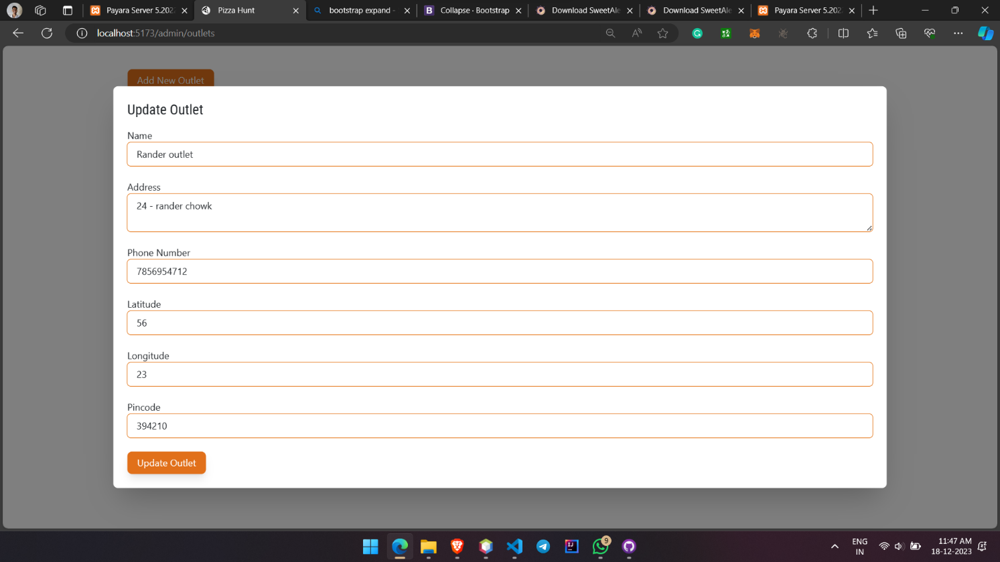 Payara Server 5.202
Pizza Hunt
bootstrap expand -
Collapse · Bootstrap
Download SweetAle
Download SweetAle
Payara Server 5.202
localhost:5173/admin/outlets
Add New Outlet
Update Outlet
Name
Rander outlet
Address
24 - rander chowk
Phone Number
7856954712
Latitude
56
Longitude
23
Pincode
394210
Update Outlet
9
ENG
IN
11:47 AM
18-12-2023